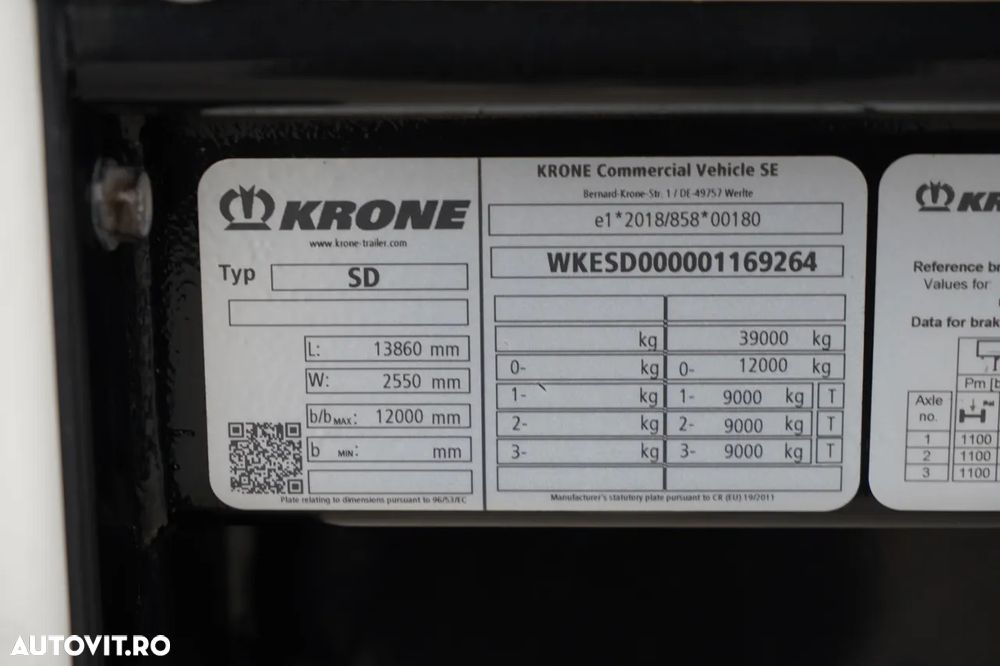 KRONE
www.krone-trailer.com
Typ SD
L: 13860 mm
W: 2550 mm
b/b MAX: 12000 mm
b MIN: mm
Plate relating to dimensions pursuant to 96/53/EC
KRONE Commercial Vehicle SE
Bernard-Krone-Str. 1 / DE-49757 Werlte
e1*2018/858*00180
WKESD000001169264
kg 39000 kg
0- kg 0- 12000 kg
1- kg 1- 9000 kg T
2- kg 2- 9000 kg T
3- kg 3- 9000 kg T
Manufacturer's statutory plate pursuant to CR (EU) 19/2011
KR
Reference br
Values for
Data for brak
Pm [b
Axle
no.
1 1100
2 1100
3 1100
AUTOVIT.RO